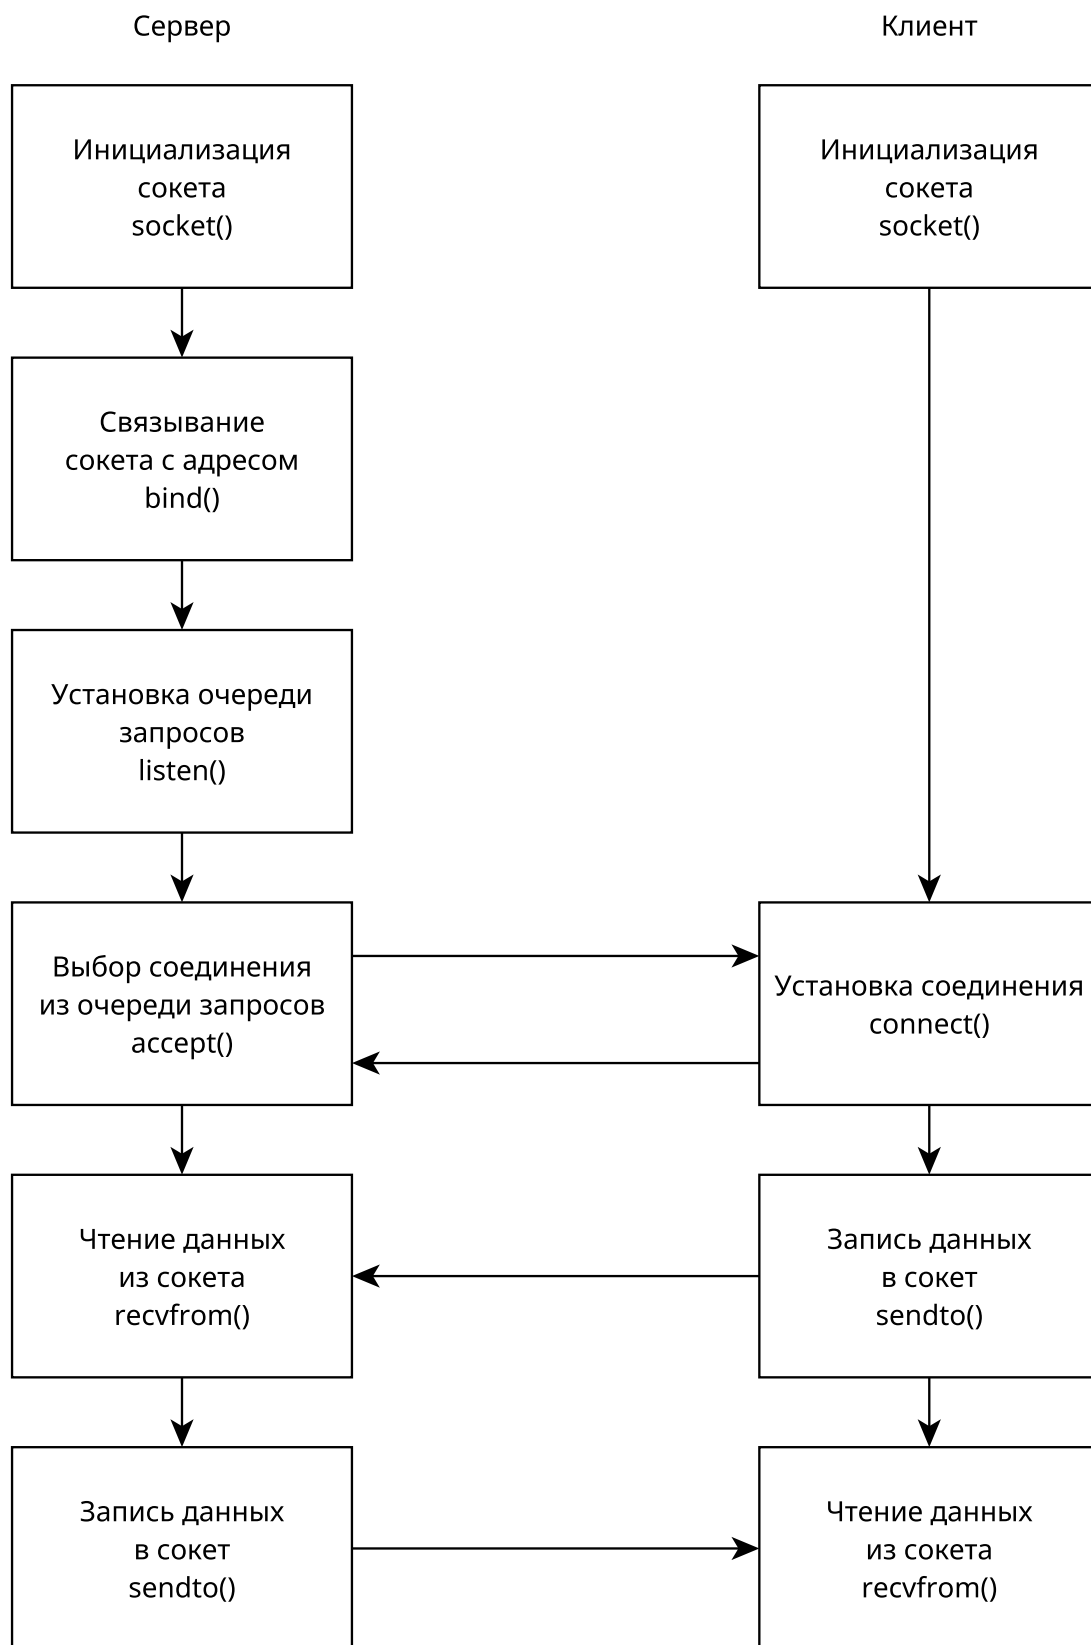 Сервер
Клиент
Инициализация
сокета
socket()
Инициализация
сокета
socket()
Связывание
сокета с адресом
bind()
Установка очереди
запросов
listen()
Выбор соединения
из очереди запросов
accept()
Установка соединения
connect()
Чтение данных
из сокета
recvfrom()
Запись данных
в сокет
sendto()
Запись данных
в сокет
sendto()
Чтение данных
из сокета
recvfrom()